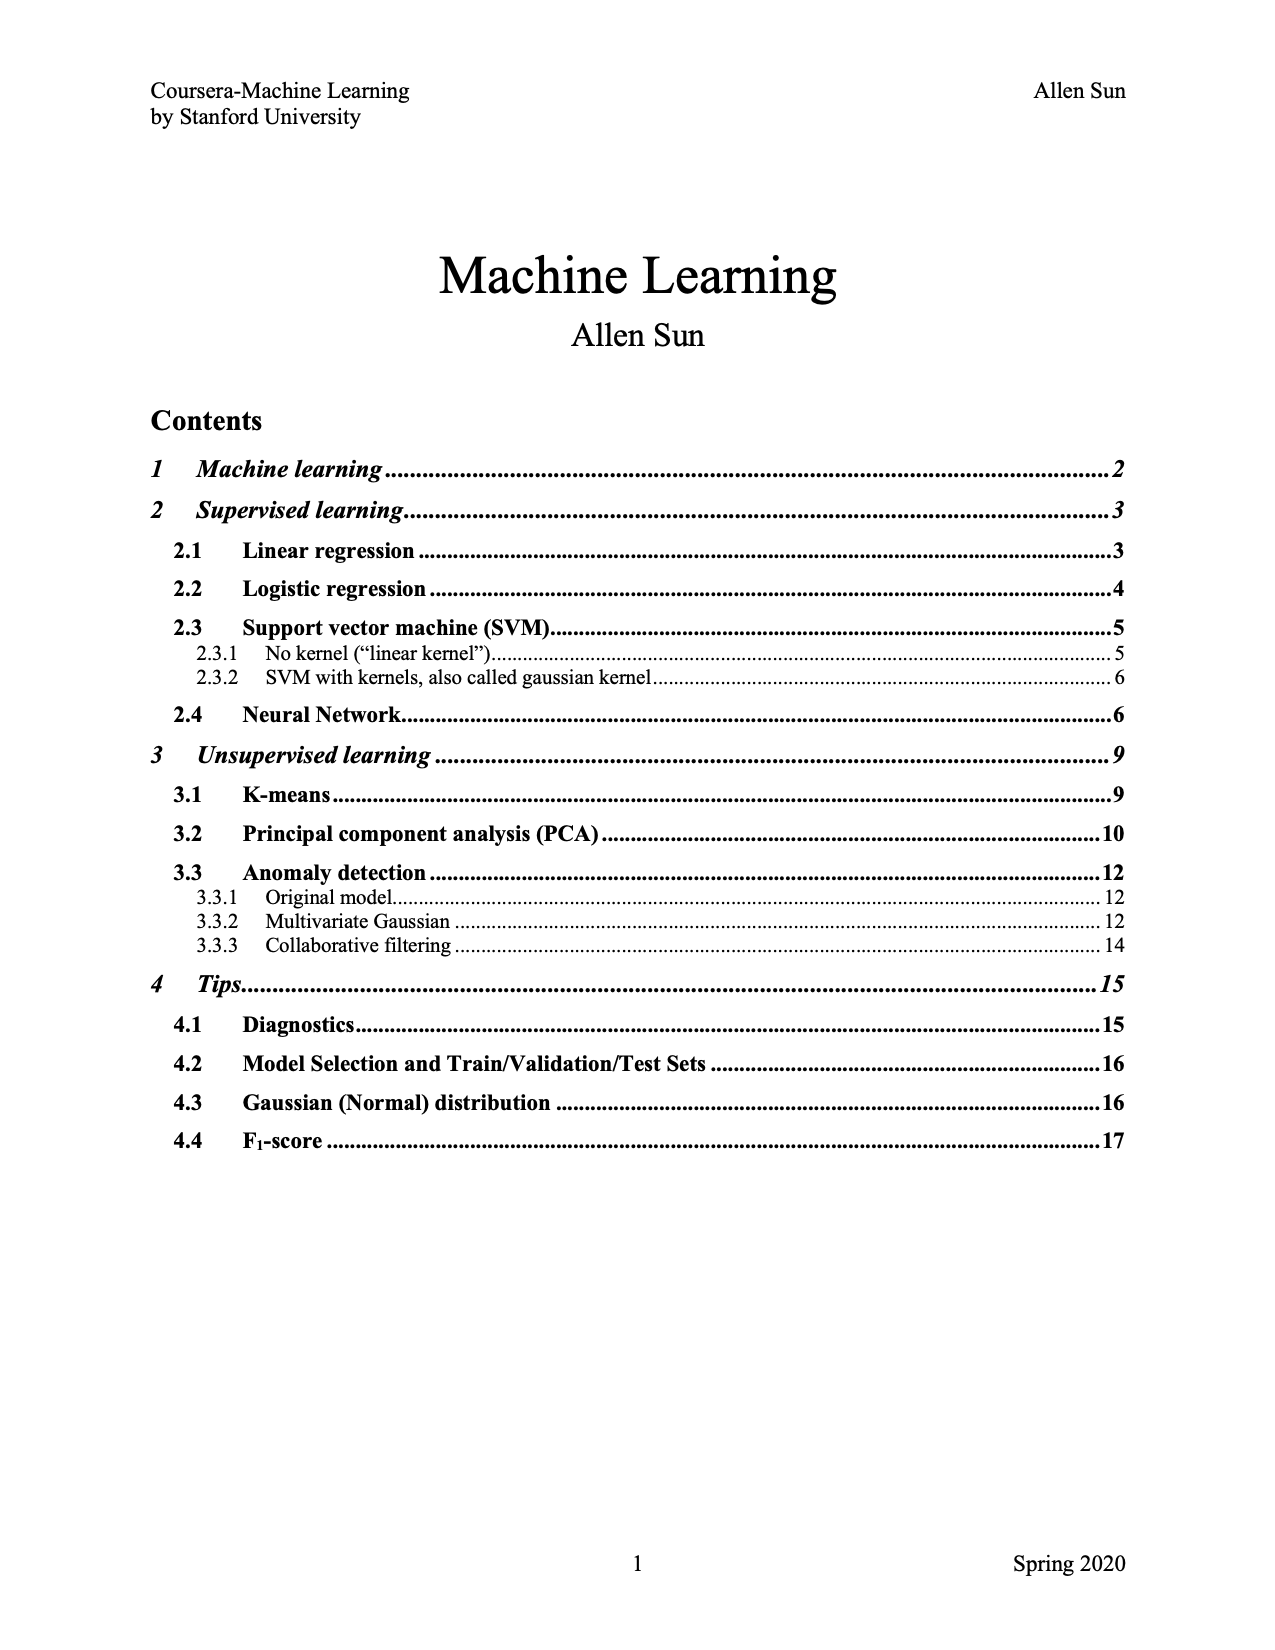 Coursera-Machine Learning Allen Sun
by Stanford University
Machine Learning
Allen Sun
Contents
1 Machine learning 2
2 Supervised learning 3
2.1 Linear regression 3
2.2 Logistic regression 4
2.3 Support vector machine (SVM) 5
2.3.1 No kernel (“linear kernel”) 5
2.3.2 SVM with kernels, also called gaussian kernel 6
2.4 Neural Network 6
3 Unsupervised learning 9
3.1 K-means 9
3.2 Principal component analysis (PCA) 10
3.3 Anomaly detection 12
3.3.1 Original model 12
3.3.2 Multivariate Gaussian 12
3.3.3 Collaborative filtering 14
4 Tips 15
4.1 Diagnostics 15
4.2 Model Selection and Train/Validation/Test Sets 16
4.3 Gaussian (Normal) distribution 16
4.4 F₁-score 17
1 Spring 2020